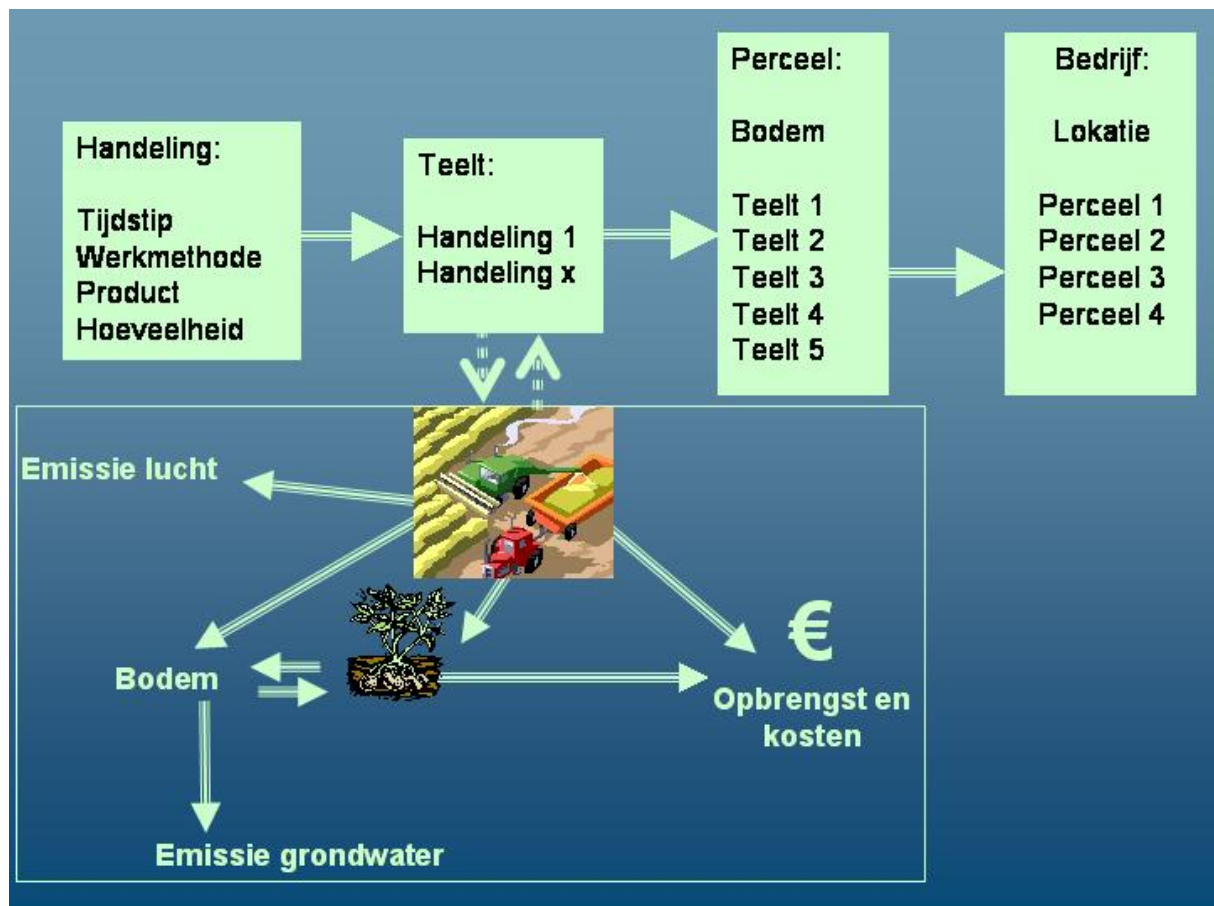 Handeling:
Tijdstip
Werkmethode
Product
Hoeveelheid
Teelt:
Handeling 1
Handeling x
Perceel:
Bodem
Teelt 1
Teelt 2
Teelt 3
Teelt 4
Teelt 5
Bedrijf:
Lokatie
Perceel 1
Perceel 2
Perceel 3
Perceel 4
Emissie lucht
Bodem
€
Opbrengst en
kosten
Emissie grondwater